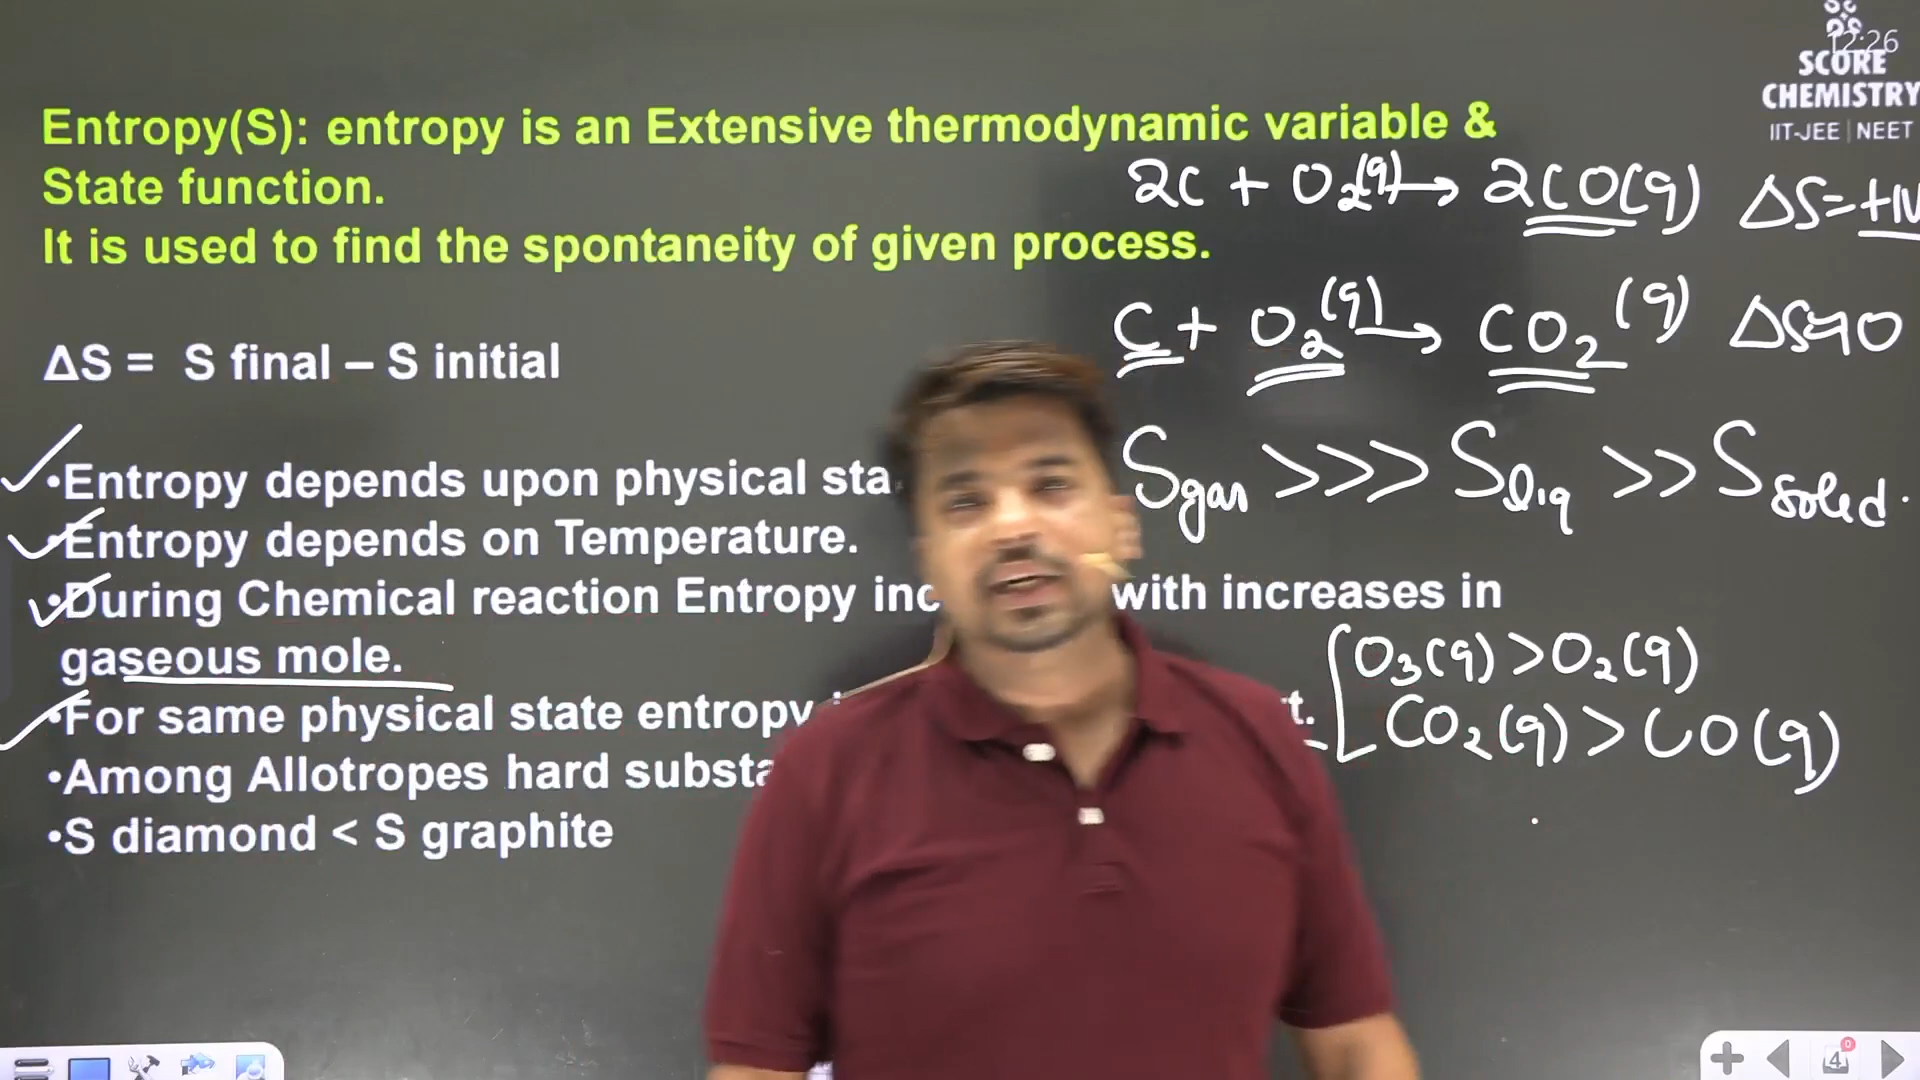 12:26
SCORE
CHEMISTRY
IIT-JEE | NEET
Entropy(S): entropy is an Extensive thermodynamic variable &
State function.
It is used to find the spontaneity of given process.
2C + O2(g) → 2CO(g) ΔS=+
C + O2(g) → CO2(g) ΔS≈0
ΔS = S final – S initial
Sgas >>> Sliq >> Ssolid.
•Entropy depends upon physical
•Entropy depends on Temperature.
•During Chemical reaction Entropy with increases in
gaseous mole.
O3(g) > O2(g)
•For same physical state entropy
CO2(g) > CO(g)
•Among Allotropes hard
•S diamond < S graphite
4
0